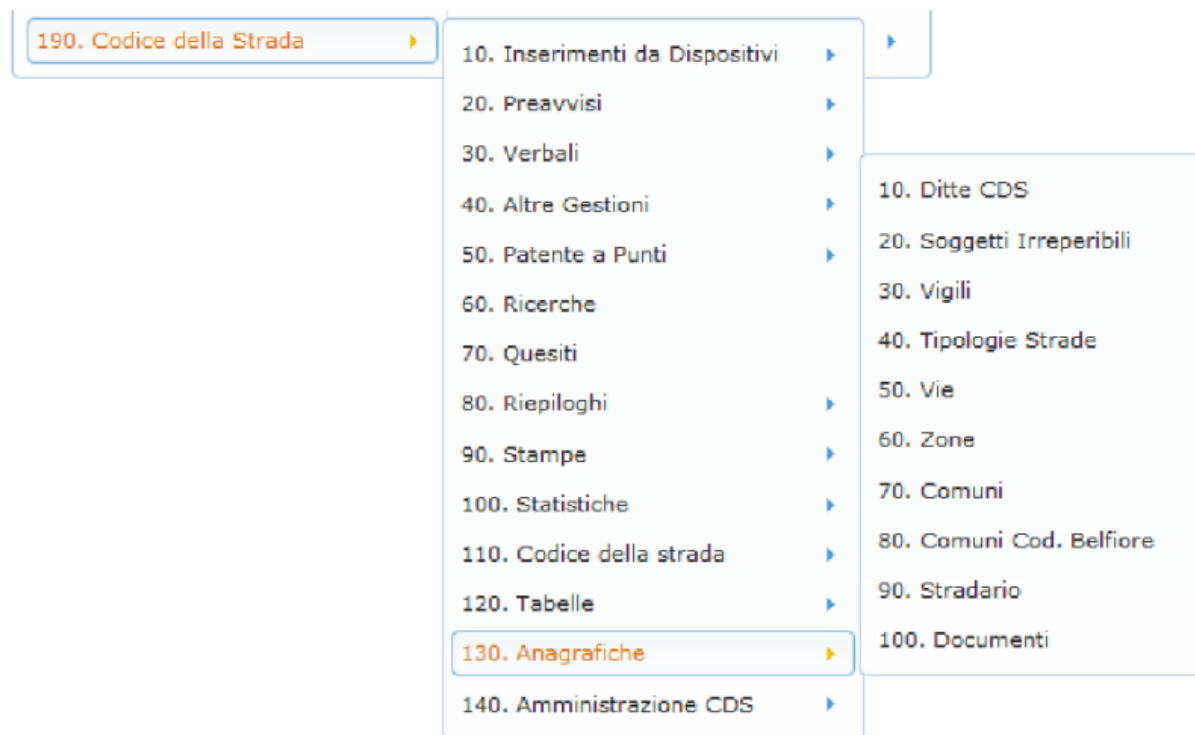 190. Codice della Strada
10. Inserimenti da Dispositivi
20. Preavvisi
30. Verbali
40. Altre Gestioni
50. Patente a Punti
60. Ricerche
70. Quesiti
80. Riepiloghi
90. Stampe
100. Statistiche
110. Codice della strada
120. Tabelle
130. Anagrafiche
140. Amministrazione CDS
10. Ditte CDS
20. Soggetti Irreperibili
30. Vigili
40. Tipologie Strade
50. Vie
60. Zone
70. Comuni
80. Comuni Cod. Belfiore
90. Stradario
100. Documenti